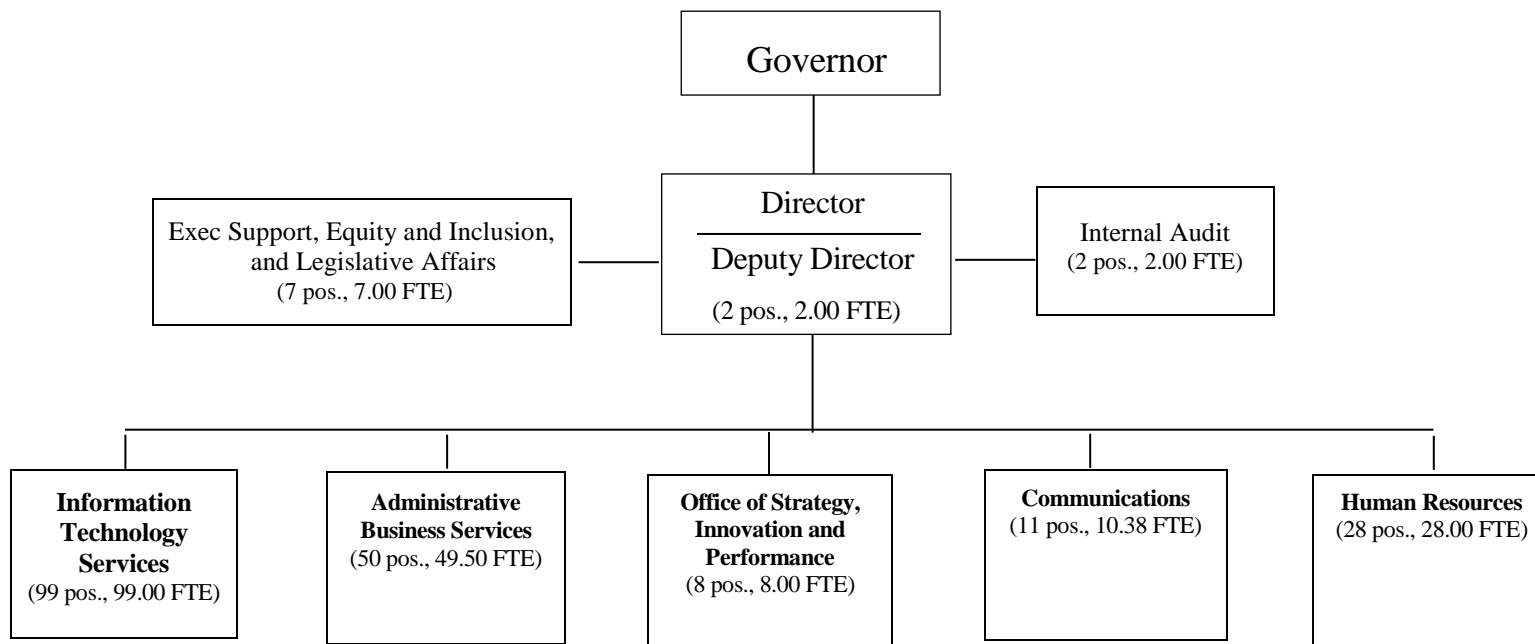 Governor
Director
Deputy Director
(2 pos., 2.00 FTE)
Exec Support, Equity and Inclusion,
and Legislative Affairs
(7 pos., 7.00 FTE)
Internal Audit
(2 pos., 2.00 FTE)
Information
Technology
Services
(99 pos., 99.00 FTE)
Administrative
Business Services
(50 pos., 49.50 FTE)
Office of Strategy,
Innovation and
Performance
(8 pos., 8.00 FTE)
Communications
(11 pos., 10.38 FTE)
Human Resources
(28 pos., 28.00 FTE)